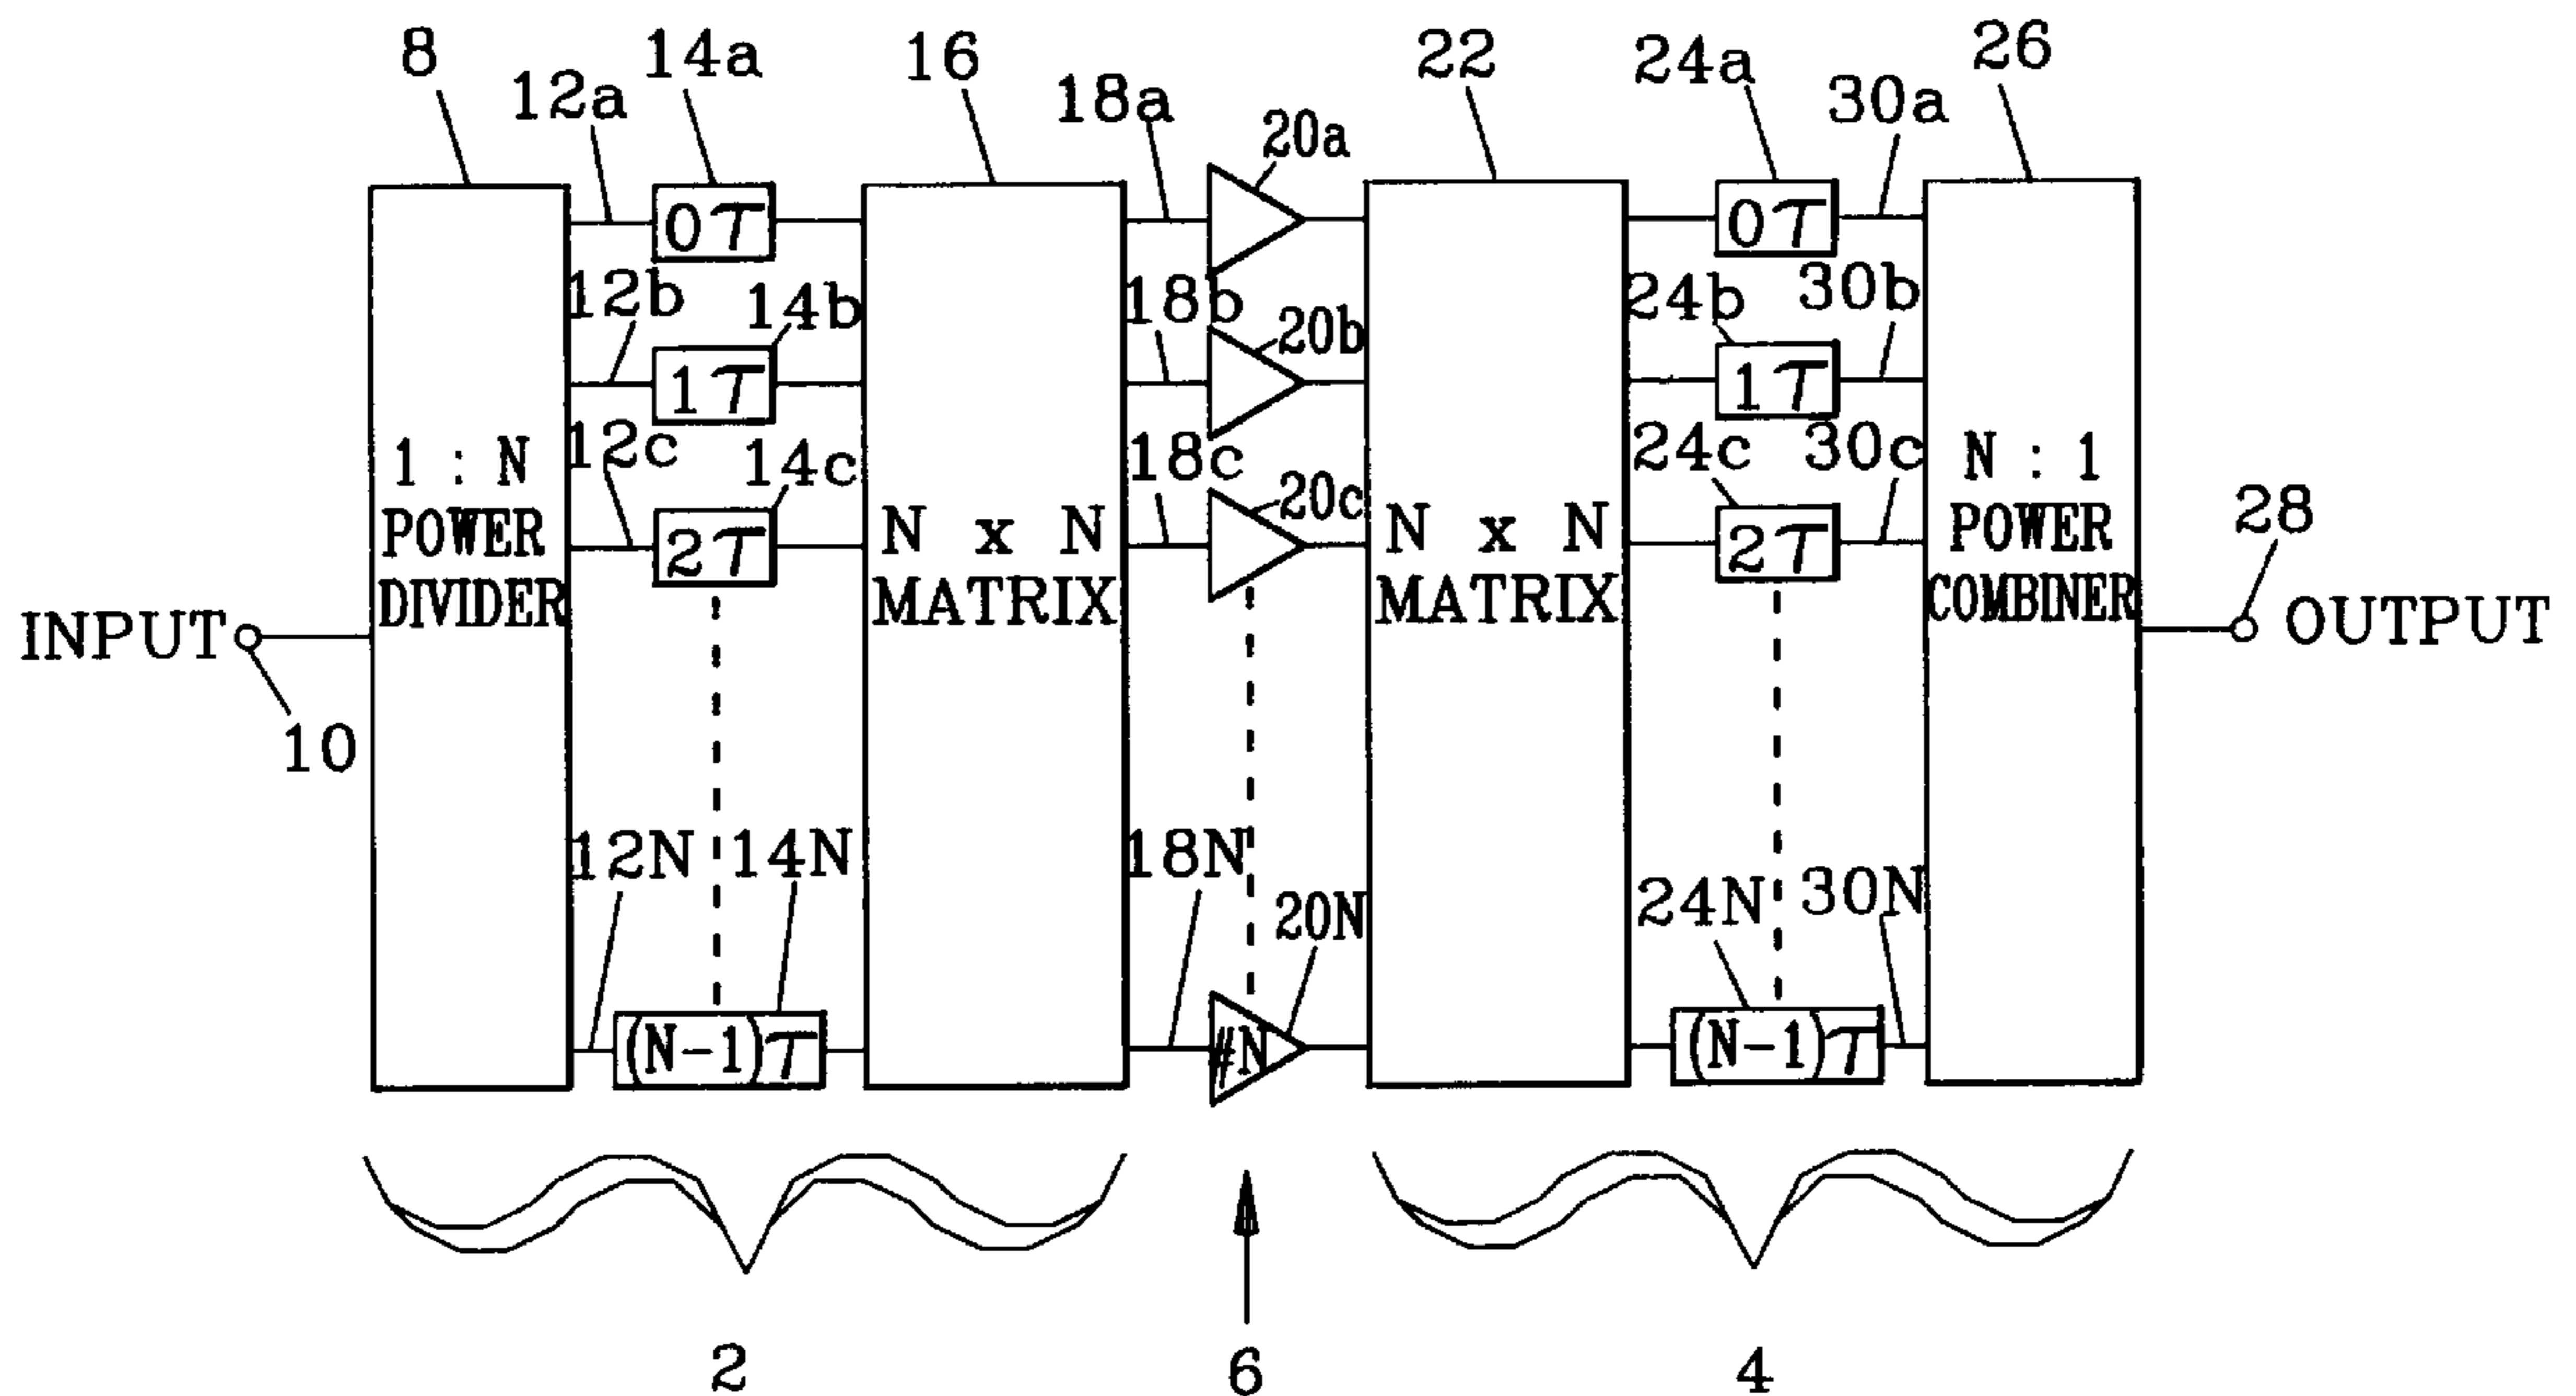 8
14a
16
22
24a
26
12a
18a
20a
30a
0τ
0τ
12b
14b
18b
20b
24b
30b
1τ
1τ
12c
14c
18c
20c
24c
30c
1 : N
POWER
DIVIDER
2τ
N x N
MATRIX
N x N
MATRIX
2τ
N : 1
POWER
COMBINER
28
INPUT
OUTPUT
10
12N
14N
18N
20N
24N
30N
(N-1)τ
#N
(N-1)τ
2
6
4